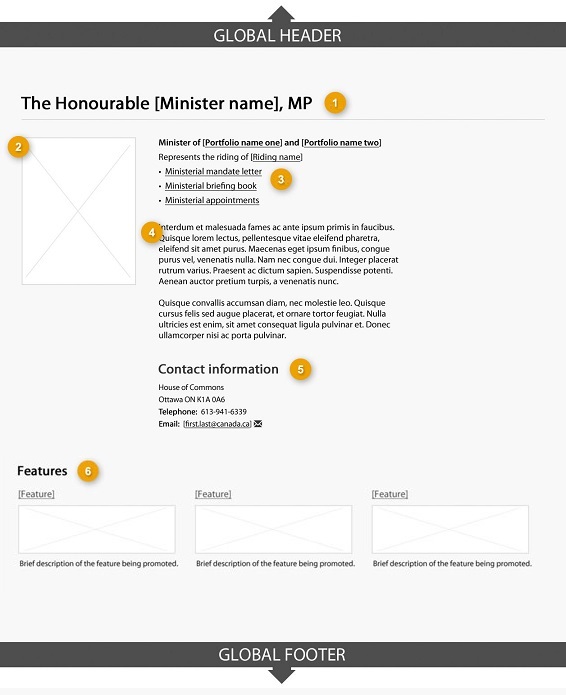 GLOBAL HEADER
The Honourable [Minister name], MP 1
2
Minister of [Portfolio name one] and [Portfolio name two]
Represents the riding of [Riding name]
• Ministerial mandate letter
• Ministerial briefing book 3
• Ministerial appointments
4
Interdum et malesuada fames ac ante ipsum primis in faucibus.
Quisque lorem lectus, pellentesque vitae eleifend pharetra,
eleifend sit amet purus. Maecenas eget ipsum finibus, congue
purus vel, venenatis nulla. Nam nec congue dui. Integer placerat
rutrum varius. Praesent ac dictum sapien. Suspendisse potenti.
Aenean auctor pretium turpis, a venenatis nunc.
Quisque convallis accumsan diam, nec molestie leo. Quisque
cursus felis sed augue placerat, et ornare tortor feugiat. Nulla
ultricies est enim, sit amet consequat ligula pulvinar et. Donec
ullamcorper nisi ac porta pulvinar.
Contact information 5
House of Commons
Ottawa ON K1A 0A6
Telephone: 613-941-6339
Email: [first.last@canada.ca]
Features 6
[Feature] [Feature] [Feature]
Brief description of the feature being promoted. Brief description of the feature being promoted. Brief description of the feature being promoted.
GLOBAL FOOTER